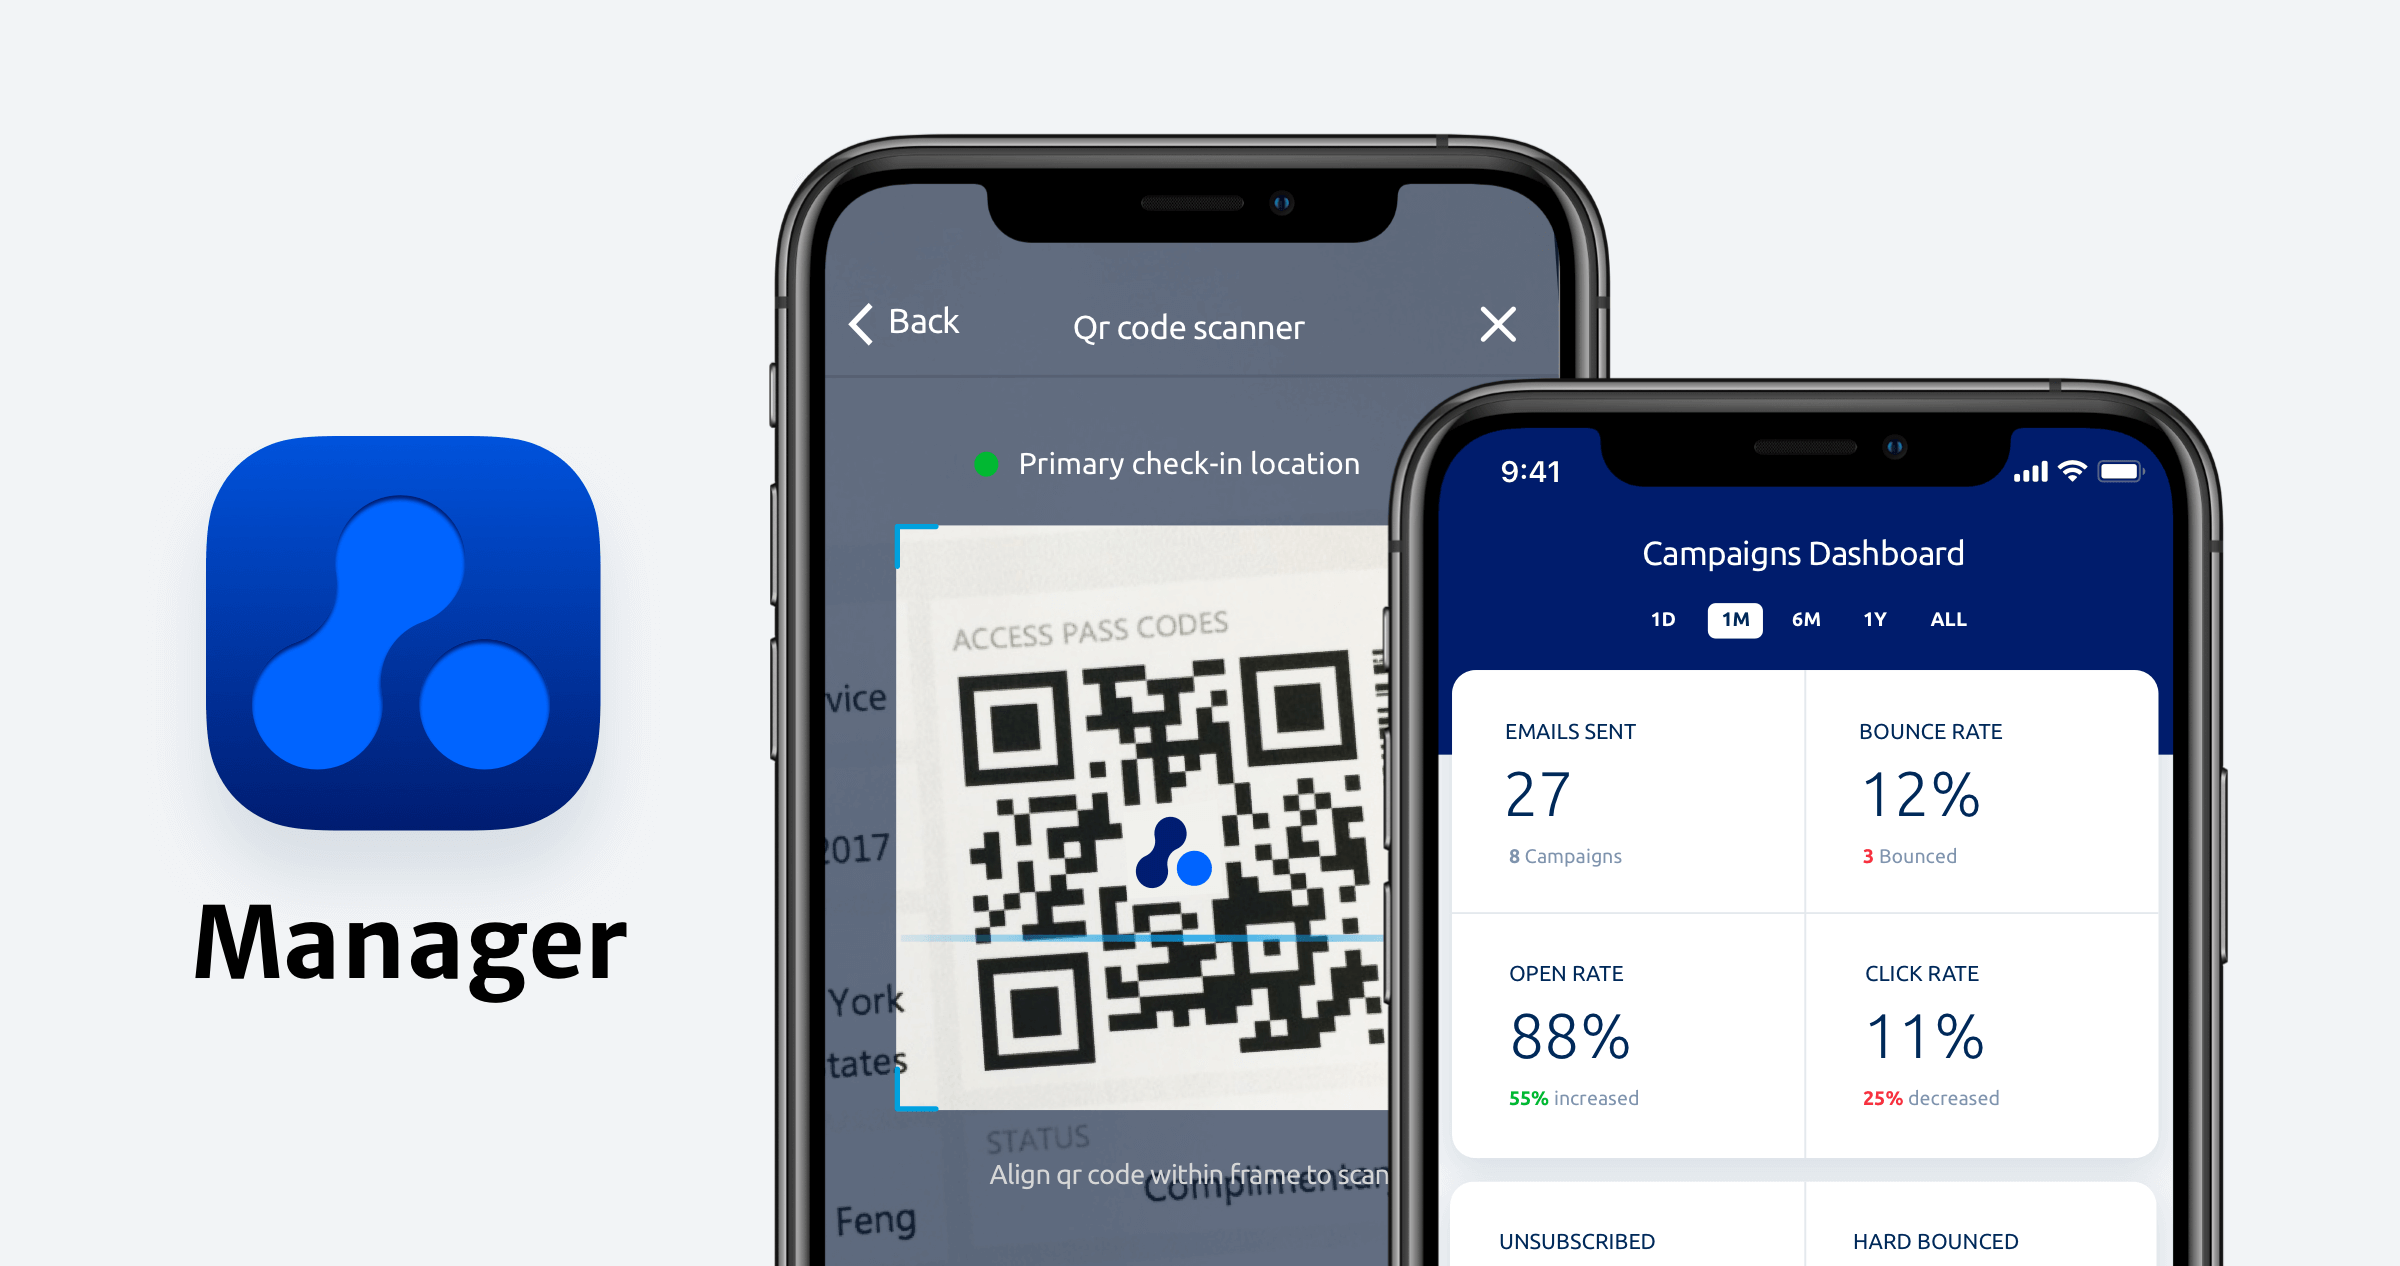 Manager
Back
Qr code scanner
Primary check-in location
ACCESS PASS CODES
vice
2017
York
tates
STATUS
Align qr code within frame to scan
Feng
9:41
Campaigns Dashboard
1D 1M 6M 1Y ALL
EMAILS SENT
27
8 Campaigns
BOUNCE RATE
12%
3 Bounced
OPEN RATE
88%
55% increased
CLICK RATE
11%
25% decreased
UNSUBSCRIBED
HARD BOUNCED